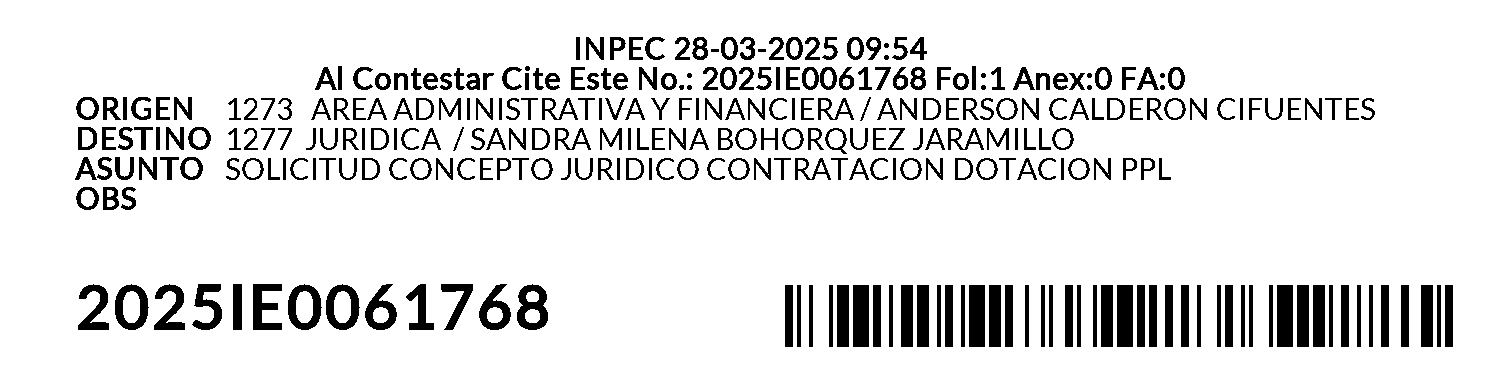 INPEC 28-03-2025 09:54
Al Contestar Cite Este No.: 2025IE0061768 Fol:1 Anex:0 FA:0
ORIGEN 1273 AREA ADMINISTRATIVA Y FINANCIERA / ANDERSON CALDERON CIFUENTES
DESTINO 1277 JURIDICA / SANDRA MILENA BOHORQUEZ JARAMILLO
ASUNTO SOLICITUD CONCEPTO JURIDICO CONTRATACION DOTACION PPL
OBS
2025IE0061768